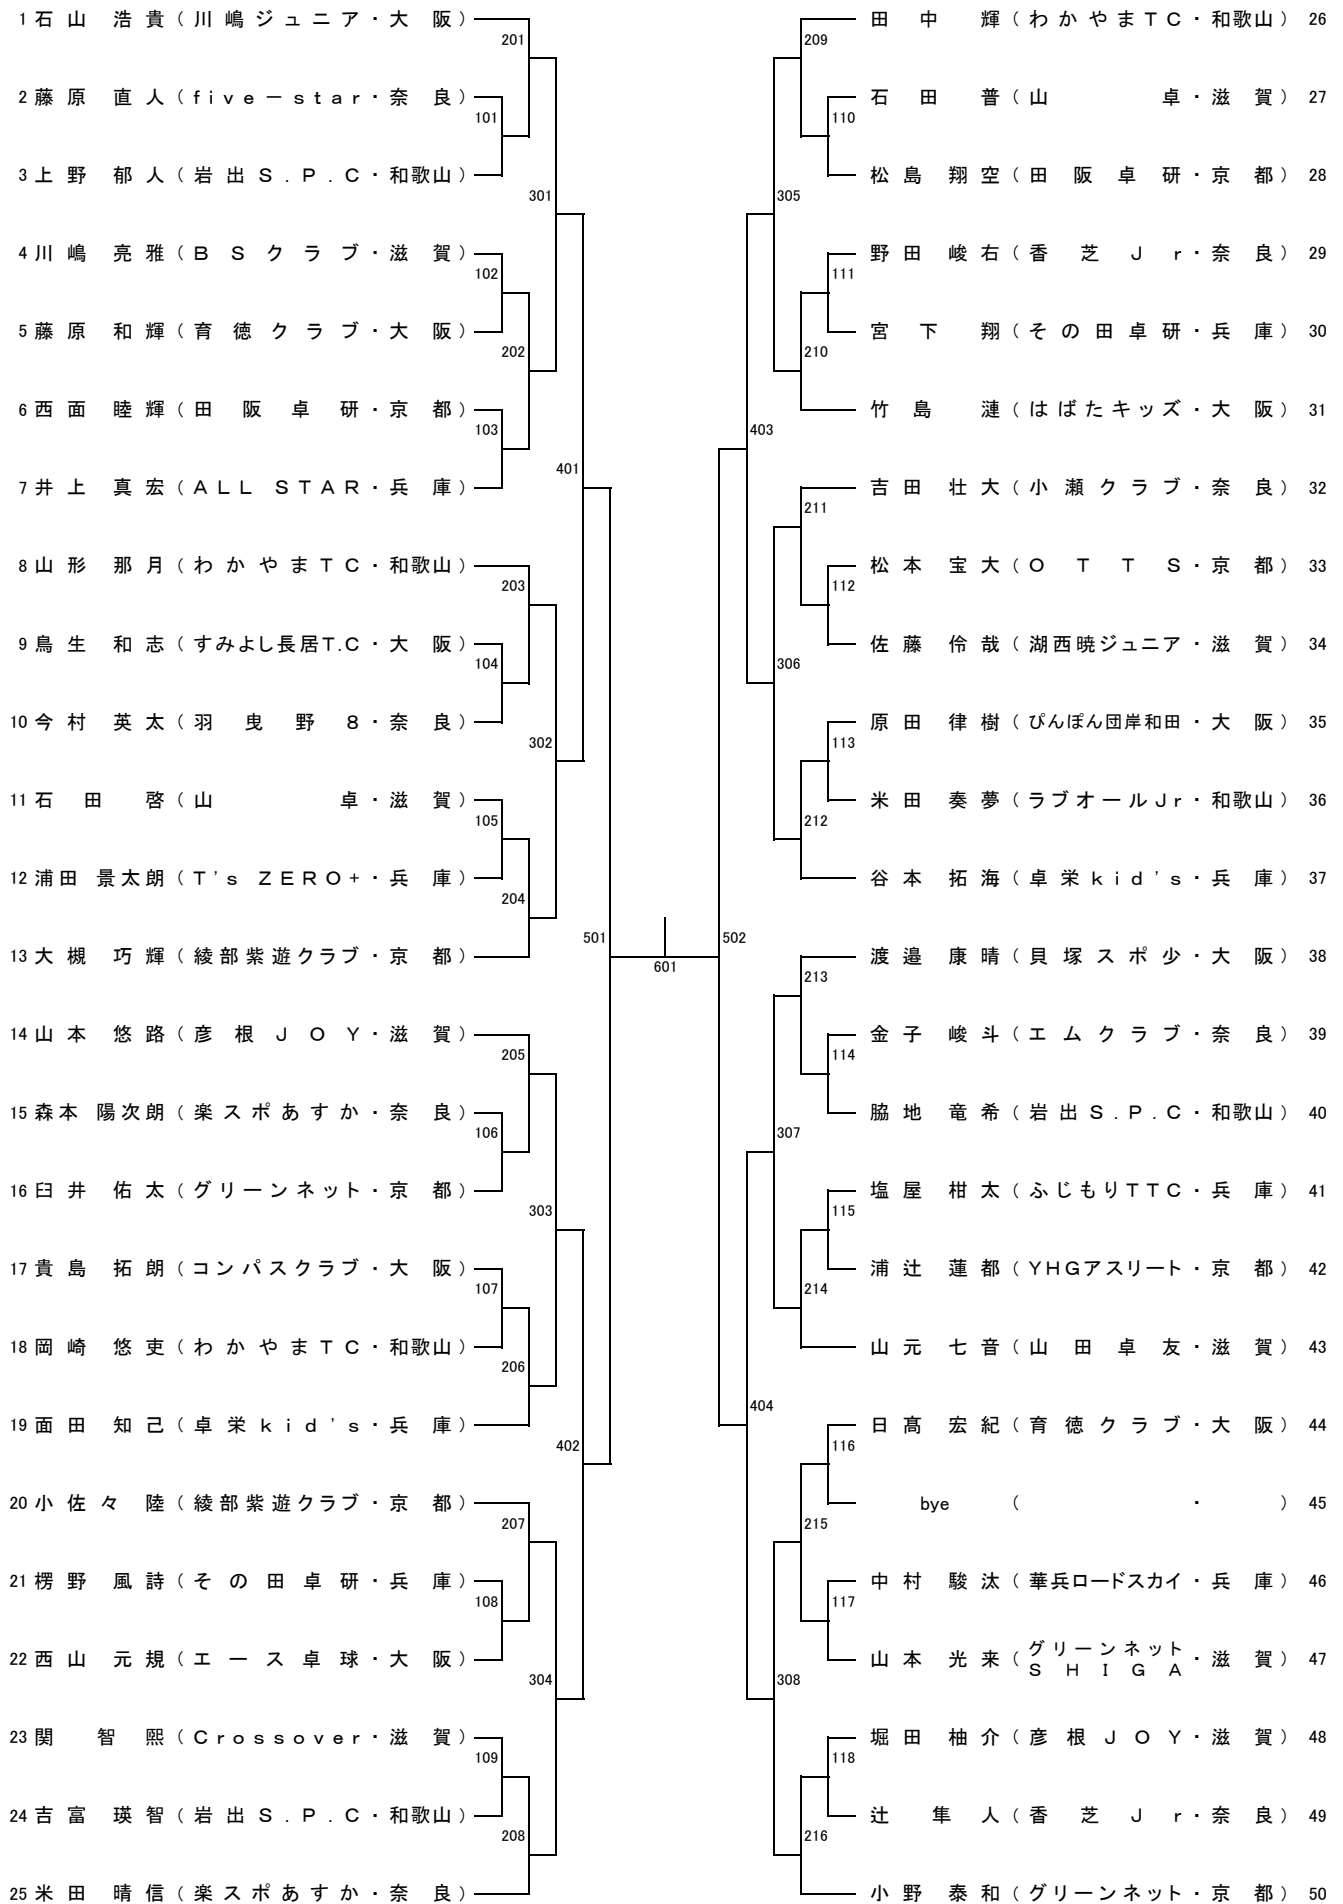 1 石山 浩貴 (川嶋ジュニア・大 阪)
2 藤原 直人 (five－star・奈 良)
3 上野 郁人 (岩出S.P.C・和歌山)
4 川嶋 亮雅 (BSクラブ・滋 賀)
5 藤原 和輝 (育徳クラブ・大 阪)
6 西面 睦輝 (田阪卓研・京 都)
7 井上 真宏 (ALL STAR・兵 庫)
8 山形 那月 (わかやまTC・和歌山)
9 鳥生 和志 (すみよし長居T.C・大 阪)
10 今村 英太 (羽曳野8・奈 良)
11 石田 啓 (山卓・滋 賀)
12 浦田 景太朗 (T's ZERO+・兵 庫)
13 大槻 巧輝 (綾部紫遊クラブ・京 都)
14 山本 悠路 (彦根JOY・滋 賀)
15 森本 陽次朗 (楽スポあすか・奈 良)
16 臼井 佑太 (グリーンネット・京 都)
17 貴島 拓朗 (コンパスクラブ・大 阪)
18 岡崎 悠吏 (わかやまTC・和歌山)
19 面田 知己 (卓栄kid's・兵 庫)
20 小佐々 陸 (綾部紫遊クラブ・京 都)
21 楞野 風詩 (その田卓研・兵 庫)
22 西山 元規 (エース卓球・大 阪)
23 関 智熙 (Crossover・滋 賀)
24 吉富 瑛智 (岩出S.P.C・和歌山)
25 米田 晴信 (楽スポあすか・奈 良)
201
101
301
102
202
103
401
203
104
302
105
204
501
205
106
303
107
206
402
207
108
304
109
208
601
502
209
110
305
111
210
403
211
112
306
113
212
213
114
307
115
214
404
116
215
117
308
118
216
田中 輝 (わかやまTC・和歌山) 26
石田 普 (山卓・滋 賀) 27
松島 翔空 (田阪卓研・京 都) 28
野田 峻右 (香芝Jr・奈 良) 29
宮下 翔 (その田卓研・兵 庫) 30
竹島 漣 (はばたキッズ・大 阪) 31
吉田 壮大 (小瀬クラブ・奈 良) 32
松本 宝大 (OTTS・京 都) 33
佐藤 伶哉 (湖西暁ジュニア・滋 賀) 34
原田 律樹 (ぴんぽん団岸和田・大 阪) 35
米田 奏夢 (ラブオールJr・和歌山) 36
谷本 拓海 (卓栄kid's・兵 庫) 37
渡邉 康晴 (貝塚スポ少・大 阪) 38
金子 峻斗 (エムクラブ・奈 良) 39
脇地 竜希 (岩出S.P.C・和歌山) 40
塩屋 柑太 (ふじもりTTC・兵 庫) 41
浦辻 蓮都 (YHGアスリート・京 都) 42
山元 七音 (山田卓友・滋 賀) 43
日髙 宏紀 (育徳クラブ・大 阪) 44
bye ( ・ ) 45
中村 駿汰 (華兵ロードスカイ・兵 庫) 46
山本 光来 (グリーンネット SHIGA・滋 賀) 47
堀田 柚介 (彦根JOY・滋 賀) 48
辻 隼人 (香芝Jr・奈 良) 49
小野 泰和 (グリーンネット・京 都) 50